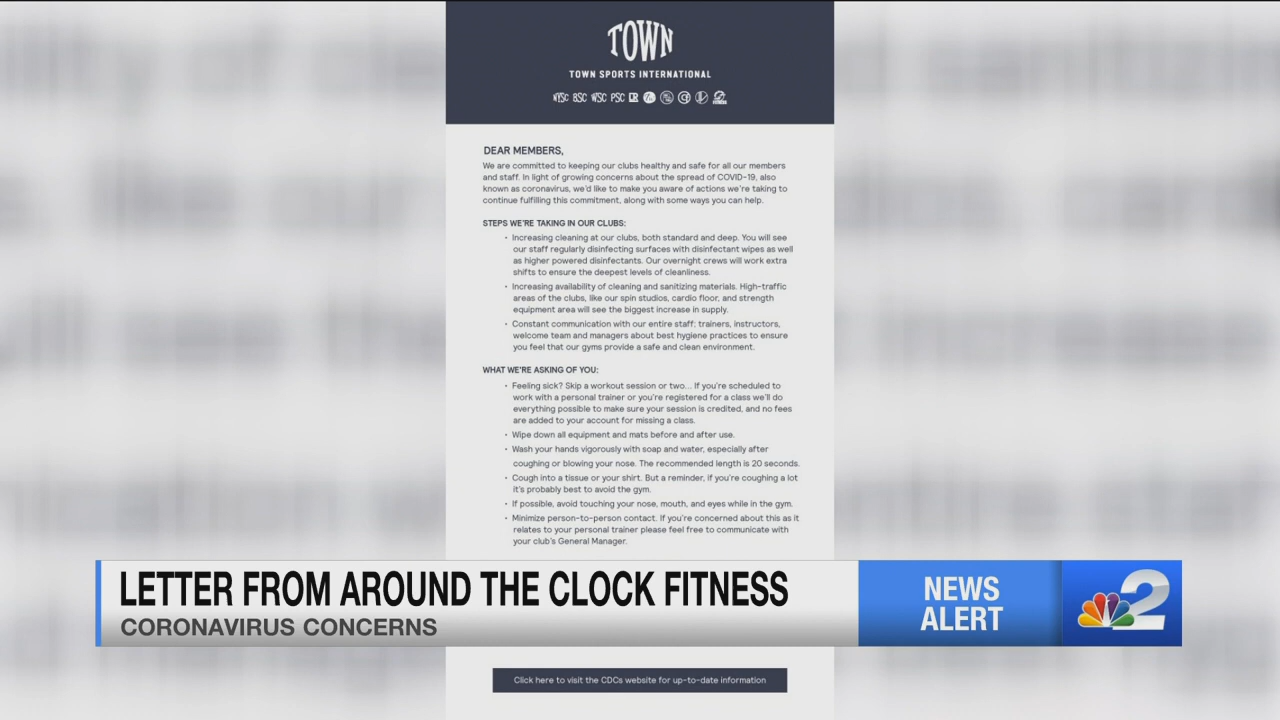 TOWN
TOWN SPORTS INTERNATIONAL
NYSC BSC WSC PSC LR
DEAR MEMBERS,
We are committed to keeping our clubs healthy and safe for all our members
and staff. In light of growing concerns about the spread of COVID-19, also
known as coronavirus, we'd like to make you aware of actions we're taking to
continue fulfilling this commitment, along with some ways you can help.
STEPS WE'RE TAKING IN OUR CLUBS:
• Increasing cleaning at our clubs, both standard and deep. You will see
our staff regularly disinfecting surfaces with disinfectant wipes as well
as higher powered disinfectants. Our overnight crews will work extra
shifts to ensure the deepest levels of cleanliness.
• Increasing availability of cleaning and sanitizing materials. High-traffic
areas of the clubs, like our spin studios, cardio floor, and strength
equipment area will see the biggest increase in supply.
• Constant communication with our entire staff; trainers, instructors,
welcome team and managers about best hygiene practices to ensure
you feel that our gyms provide a safe and clean environment.
WHAT WE'RE ASKING OF YOU:
• Feeling sick? Skip a workout session or two... If you're scheduled to
work with a personal trainer or you're registered for a class we'll do
everything possible to make sure your session is credited, and no fees
are added to your account for missing a class.
• Wipe down all equipment and mats before and after use.
• Wash your hands vigorously with soap and water, especially after
coughing or blowing your nose. The recommended length is 20 seconds.
• Cough into a tissue or your shirt. But a reminder, if you're coughing a lot
it's probably best to avoid the gym.
• If possible, avoid touching your nose, mouth, and eyes while in the gym.
• Minimize person-to-person contact. If you're concerned about this as it
relates to your personal trainer please feel free to communicate with
your club's General Manager.
LETTER FROM AROUND THE CLOCK FITNESS
CORONAVIRUS CONCERNS
NEWS
ALERT
2
Click here to visit the CDCs website for up-to-date information